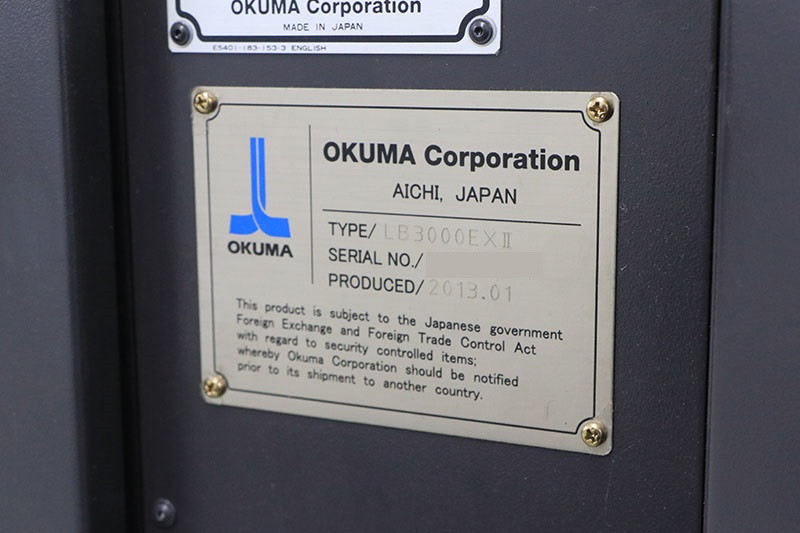 OKUMA Corporation
MADE IN JAPAN
E5401-183-153-3 ENGLISH
OKUMA
OKUMA Corporation
AICHI, JAPAN
TYPE/ LB3000EXⅡ
SERIAL NO./
PRODUCED/ 2013.01
This product is subject to the Japanese government
Foreign Exchange and Foreign Trade Control Act
with regard to security controlled items;
whereby Okuma Corporation should be notified
prior to its shipment to another country.